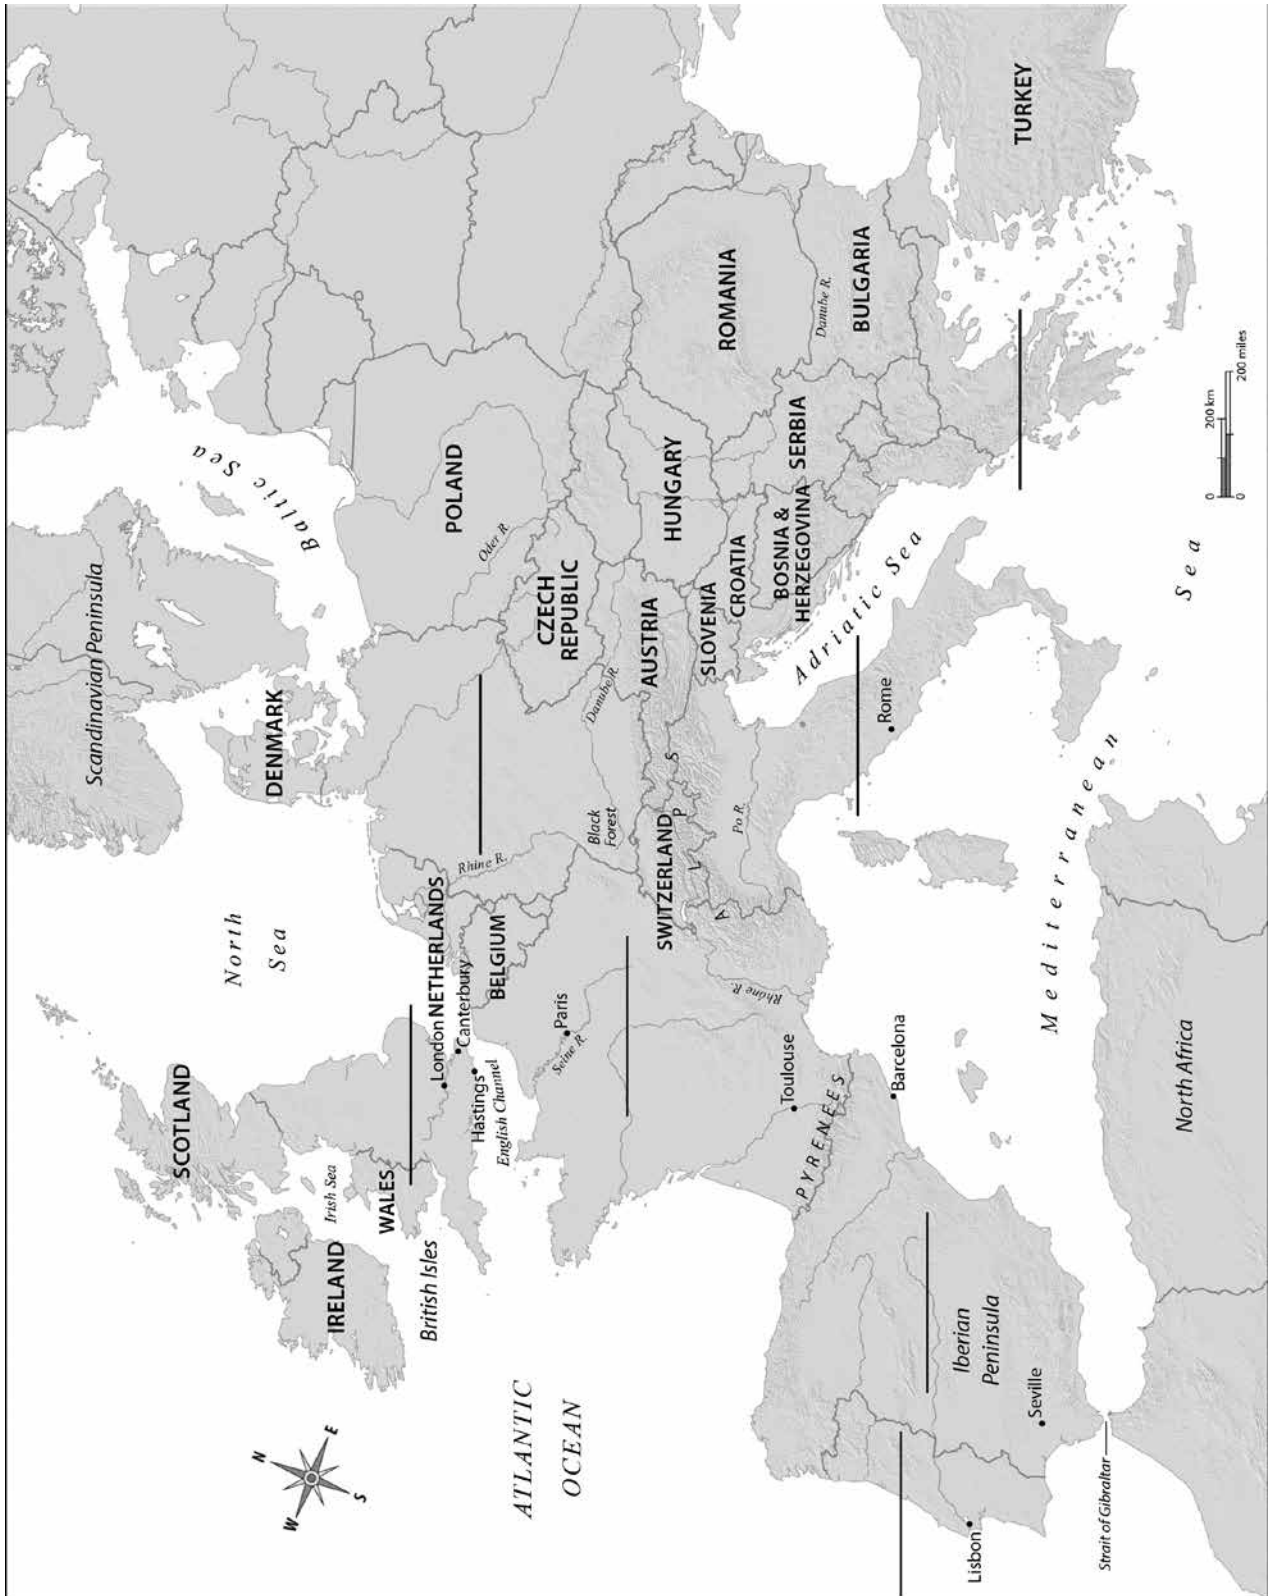 Scandinavian Peninsula
Baltic Sea
North
Sea
DENMARK
SCOTLAND
IRELAND
Irish Sea
WALES
British Isles
London
Canterbury
Hastings
English Channel
NETHERLANDS
BELGIUM
Rhine R.
POLAND
Oder R.
CZECH
REPUBLIC
Paris
Seine R.
Black
Forest
Danube R.
SWITZERLAND
ALPS
AUSTRIA
HUNGARY
SLOVENIA
CROATIA
BOSNIA &
HERZEGOVINA
SERBIA
ROMANIA
Danube R.
BULGARIA
TURKEY
Po R.
Rhône R.
Toulouse
PYRENEES
Barcelona
Adriatic Sea
Rome
ATLANTIC
OCEAN
N
E
S
W
Iberian
Peninsula
Seville
Lisbon
Strait of Gibraltar
Mediterranean
Sea
North Africa
0 200 km
0 200 miles